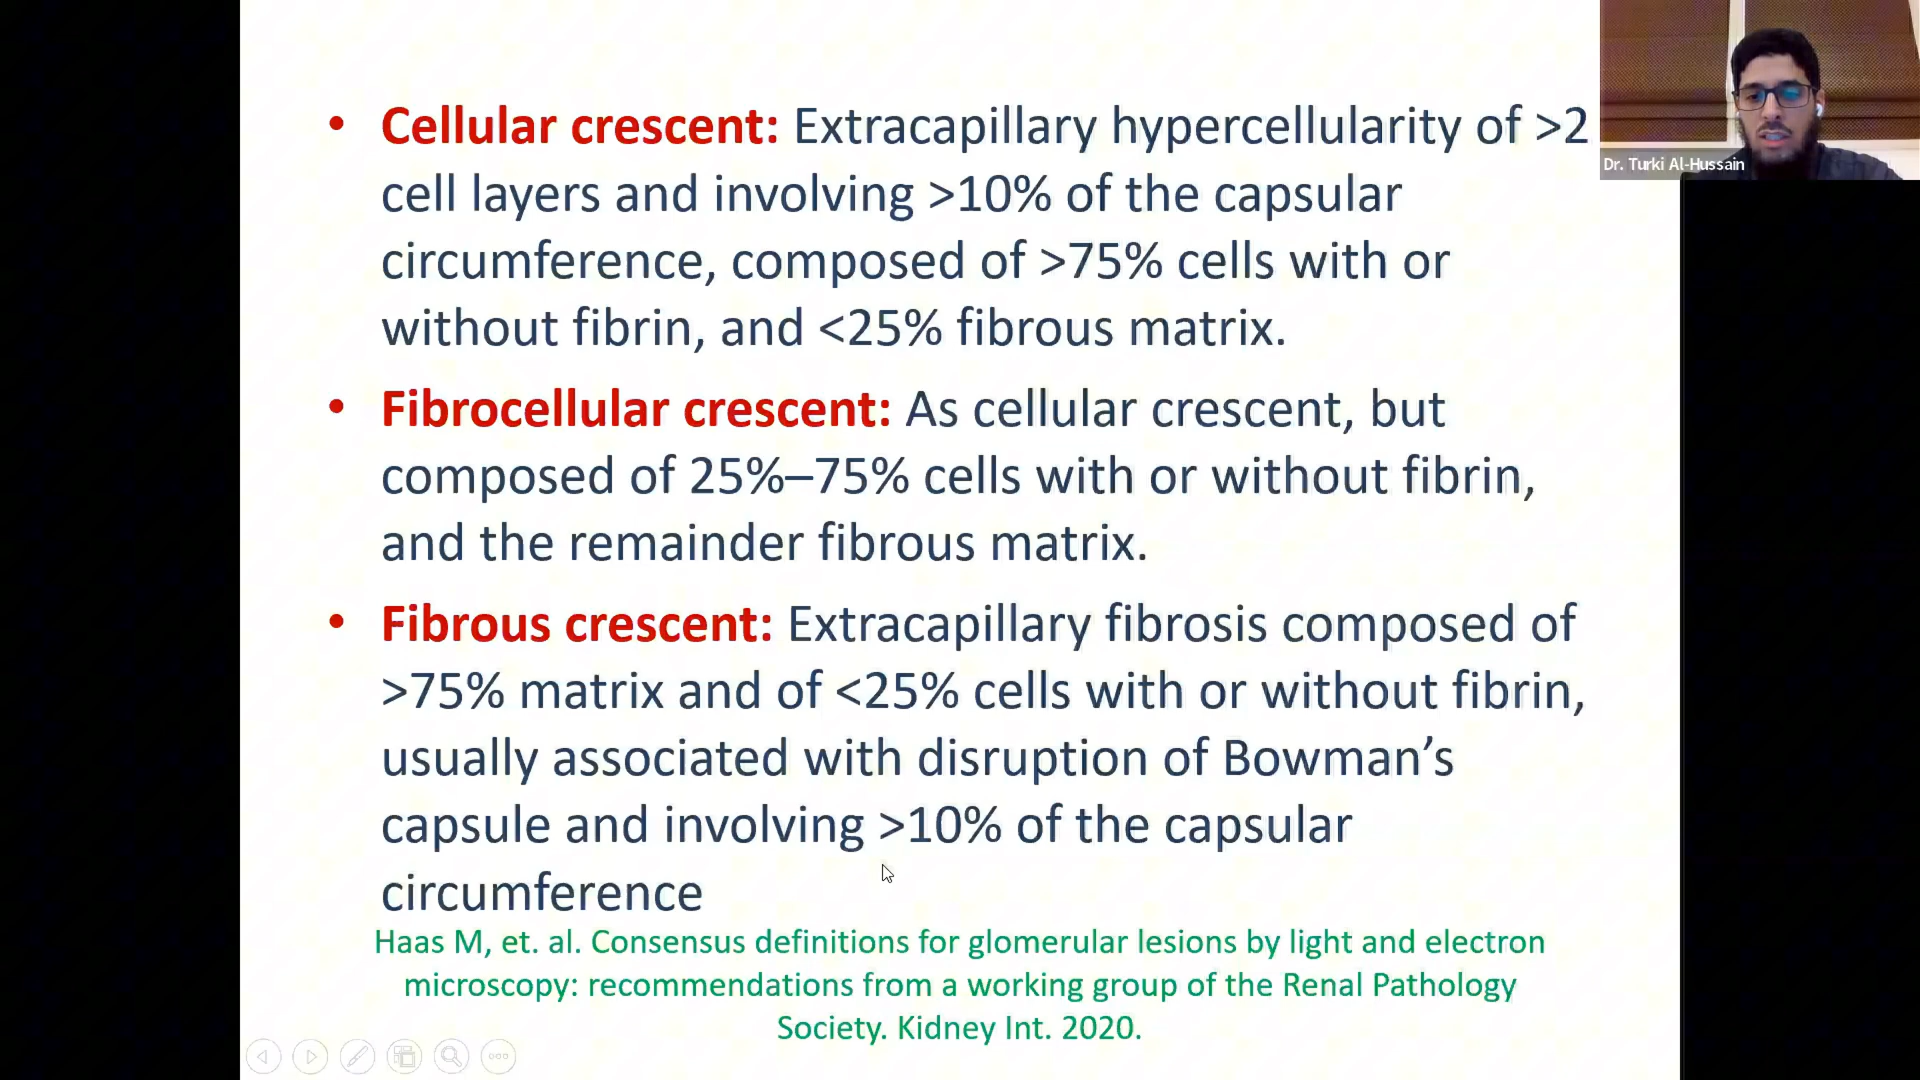 • Cellular crescent: Extracapillary hypercellularity of >2
cell layers and involving >10% of the capsular
circumference, composed of >75% cells with or
without fibrin, and <25% fibrous matrix.
• Fibrocellular crescent: As cellular crescent, but
composed of 25%–75% cells with or without fibrin,
and the remainder fibrous matrix.
• Fibrous crescent: Extracapillary fibrosis composed of
>75% matrix and of <25% cells with or without fibrin,
usually associated with disruption of Bowman’s
capsule and involving >10% of the capsular
circumference
Haas M, et. al. Consensus definitions for glomerular lesions by light and electron
microscopy: recommendations from a working group of the Renal Pathology
Society. Kidney Int. 2020.
Dr. Turki Al-Hussain